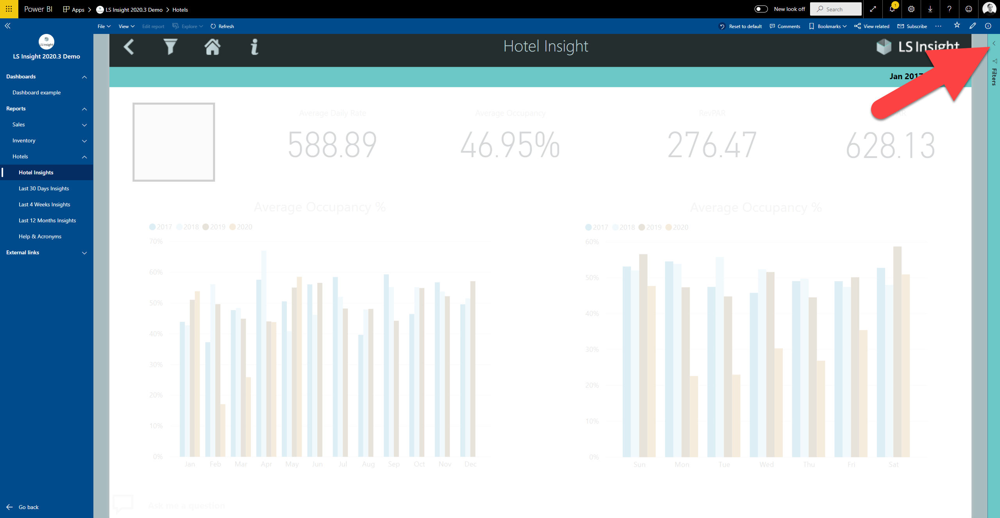 Power BI Apps LS Insight 2020.3 Demo Hotels New look off Search 1
File View Edit report Explore Refresh Reset to default Comments Bookmarks View related Subscribe
LS Insight
LS Insight 2020.3 Demo
Dashboards
Dashboard example
Reports
Sales
Inventory
Hotels
Hotel Insights
Last 30 Days Insights
Last 4 Weeks Insights
Last 12 Months Insights
Help & Acronyms
External links
Go back
Hotel Insight
LS Insight
Jan 2017
Filters
Average Daily Rate
588.89
Average Occupancy
46.95%
RevPAR
276.47
628.13
Average Occupancy %
2017 2018 2019 2020
70%
60%
50%
40%
30%
20%
10%
0%
Jan Feb Mar Apr May Jun Jul Aug Sep Oct Nov Dec
Average Occupancy %
2017 2018 2019 2020
60%
50%
40%
30%
20%
10%
0%
Sun Mon Tue Wed Thu Fri Sat
Ask me a question